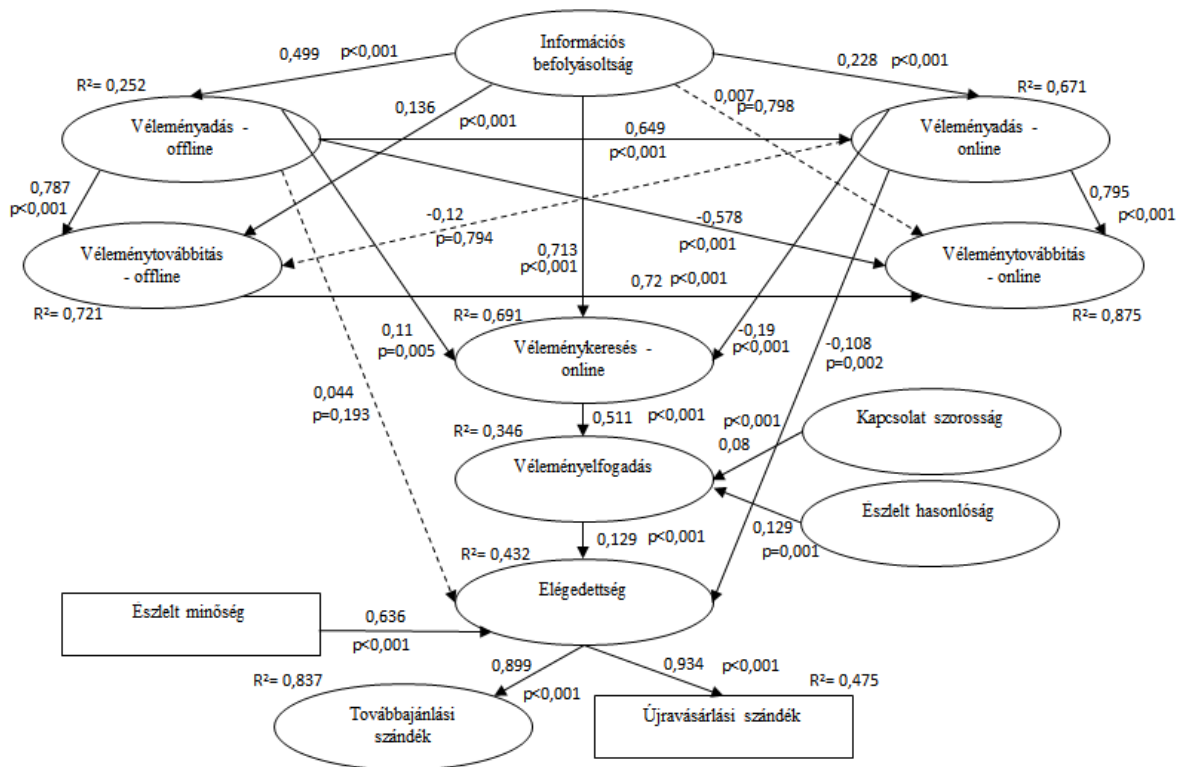 Információs
befolyásoltság
0,499 p<0,001
0,228 p<0,001
R²= 0,252
R²= 0,671
0,136
p<0,001
0,007
p=0,798
Véleményadás -
offline
Véleményadás -
online
0,649
p<0,001
0,787
p<0,001
0,795
p<0,001
-0,12
p=0,794
-0,578
p<0,001
Véleménytovábbítás
- offline
Véleménytovábbítás
- online
0,713
p<0,001
0,72 p<0,001
R²= 0,721
R²= 0,875
R²= 0,691
0,11
p=0,005
-0,19
p<0,001
-0,108
p=0,002
Véleménykeresés -
online
0,044
p=0,193
0,511 p<0,001
R²= 0,346
p<0,001
0,08
Kapcsolat szorosság
Véleményelfogadás
Észlelt hasonlóság
0,129
p=0,001
0,129 p<0,001
R²= 0,432
Elégedettség
Észlelt minőség
0,636
p<0,001
0,899
p<0,001
0,934 p<0,001
R²= 0,837
R²= 0,475
Továbbajánlási
szándék
Újravásárlási szándék